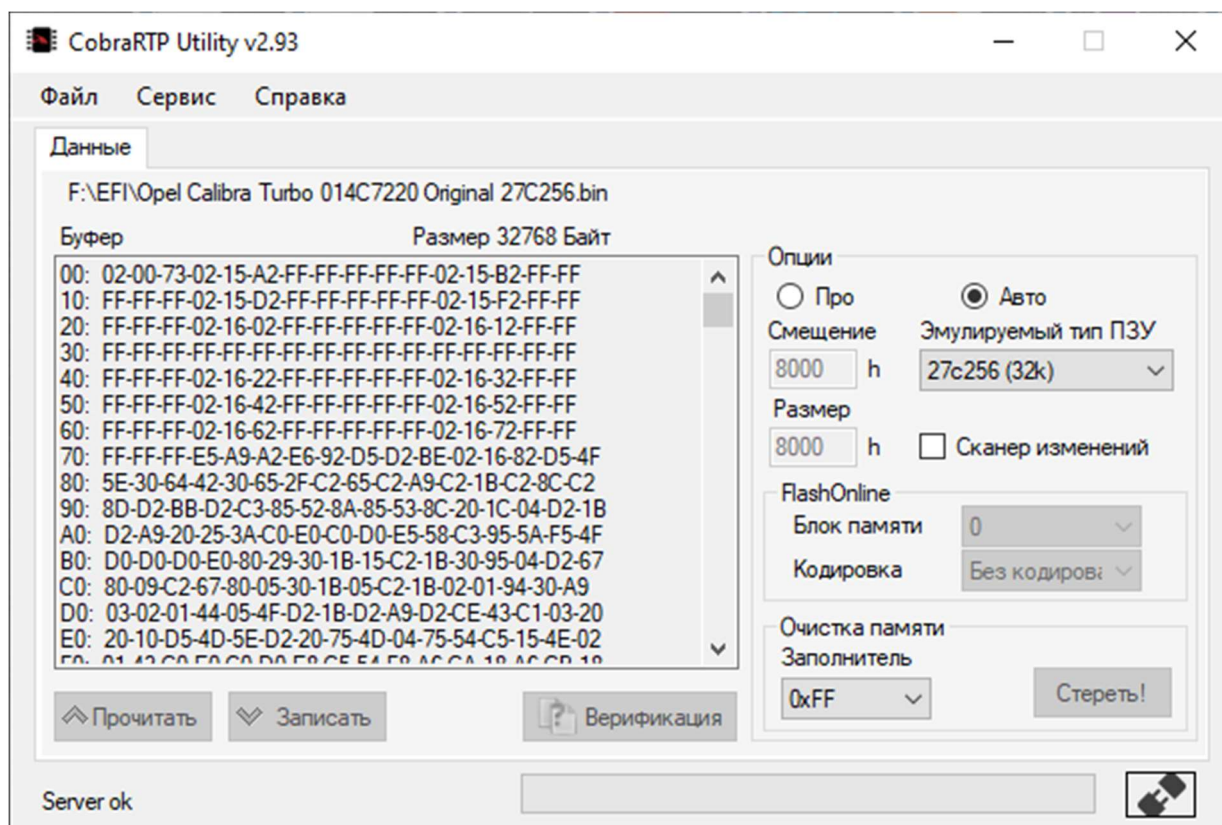 CobraRTP Utility v2.93
Файл Сервис Справка
Данные
F:\EFI\Opel Calibra Turbo 014C7220 Original 27C256.bin
Буфер Размер 32768 Байт
00: 02-00-73-02-15-A2-FF-FF-FF-FF-FF-02-15-B2-FF-FF
10: FF-FF-FF-02-15-D2-FF-FF-FF-FF-FF-02-15-F2-FF-FF
20: FF-FF-FF-02-16-02-FF-FF-FF-FF-FF-02-16-12-FF-FF
30: FF-FF-FF-FF-FF-FF-FF-FF-FF-FF-FF-FF-FF-FF-FF-FF
40: FF-FF-FF-02-16-22-FF-FF-FF-FF-FF-02-16-32-FF-FF
50: FF-FF-FF-02-16-42-FF-FF-FF-FF-FF-02-16-52-FF-FF
60: FF-FF-FF-02-16-62-FF-FF-FF-FF-FF-02-16-72-FF-FF
70: FF-FF-FF-E5-A9-A2-E6-92-D5-D2-BE-02-16-82-D5-4F
80: 5E-30-64-42-30-65-2F-C2-65-C2-A9-C2-1B-C2-8C-C2
90: 8D-D2-BB-D2-C3-85-52-8A-85-53-8C-20-1C-04-D2-1B
A0: D2-A9-20-25-3A-C0-E0-C0-D0-E5-58-C3-95-5A-F5-4F
B0: D0-D0-D0-E0-80-29-30-1B-15-C2-1B-30-95-04-D2-67
C0: 80-09-C2-67-80-05-30-1B-05-C2-1B-02-01-94-30-A9
D0: 03-02-01-44-05-4F-D2-1B-D2-A9-D2-CE-43-C1-03-20
E0: 20-10-D5-4D-5E-D2-20-75-4D-04-75-54-C5-15-4E-02
Опции
Про Авто
Смещение Эмулируемый тип ПЗУ
8000 h 27c256 (32k)
Размер
8000 h Сканер изменений
FlashOnline
Блок памяти 0
Кодировка Без кодирова
Очистка памяти
Заполнитель
0xFF Стереть!
Прочитать Записать Верификация
Server ok